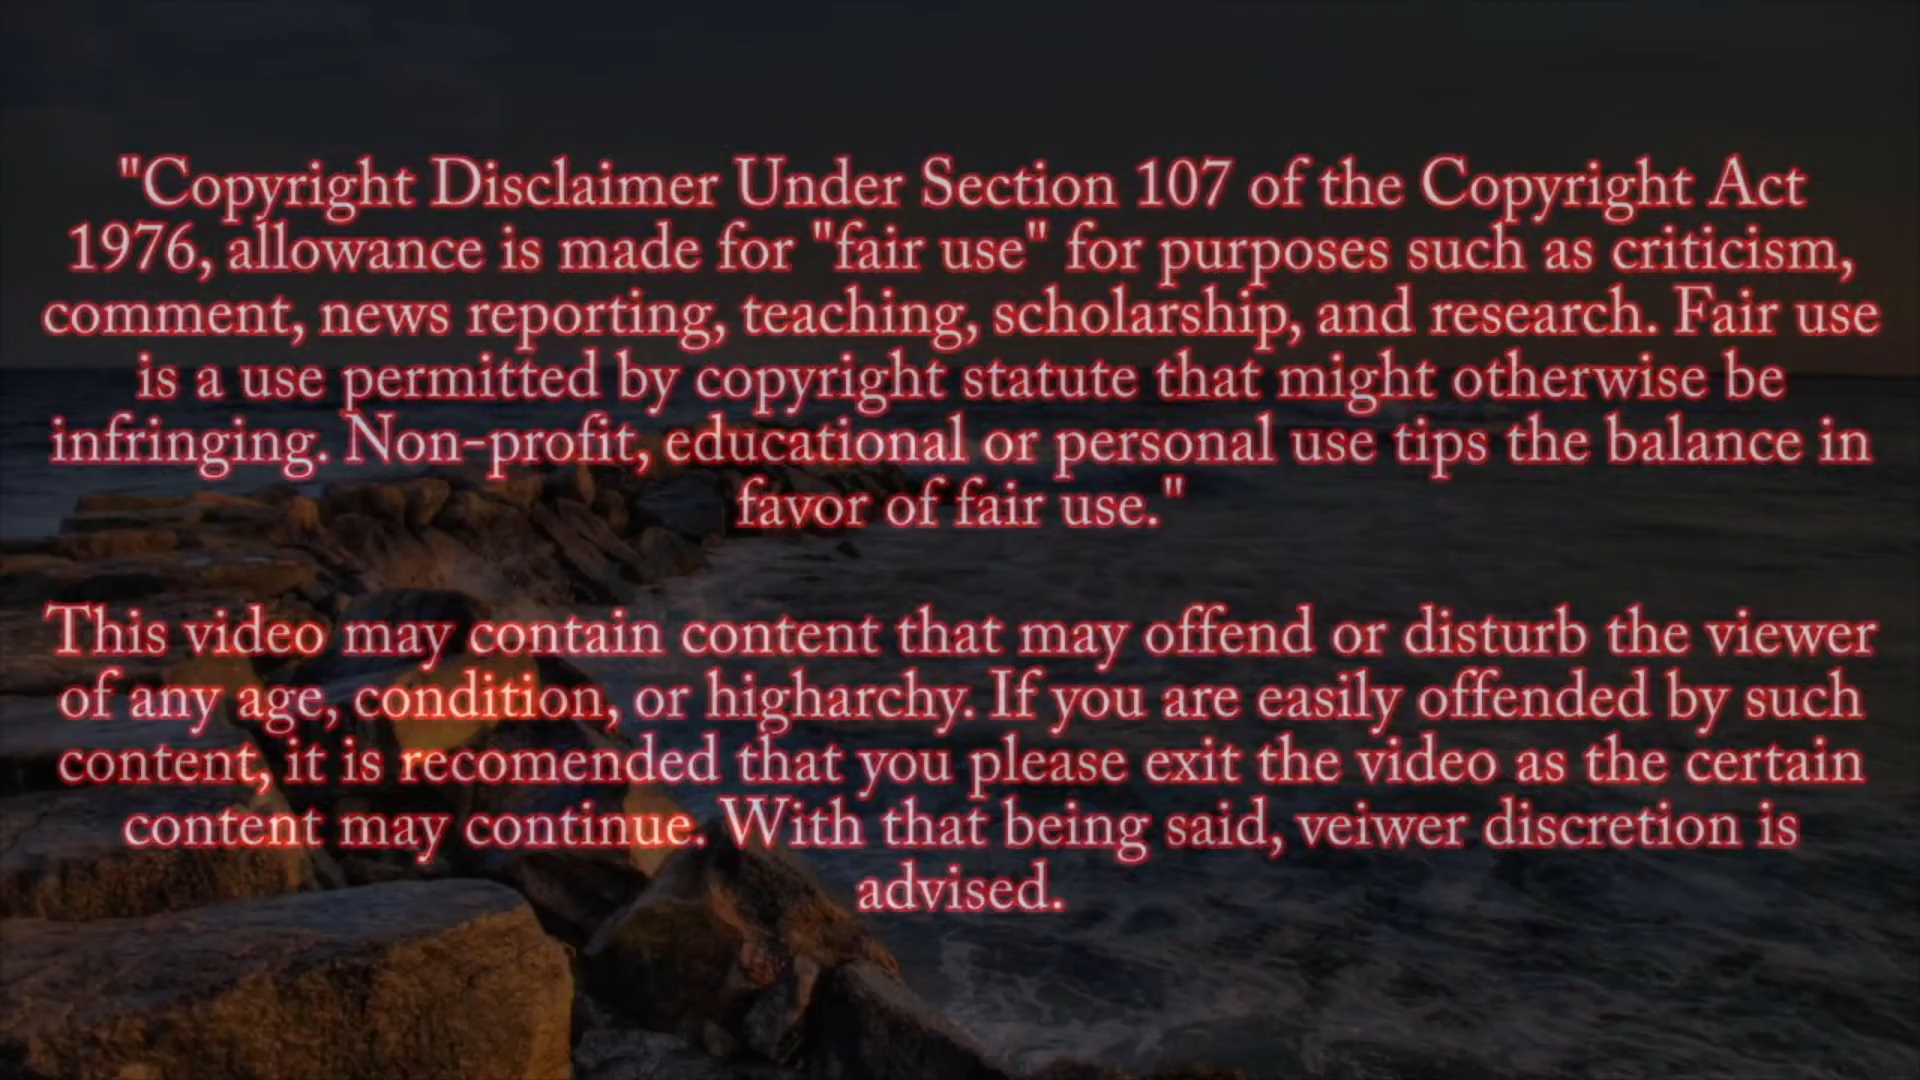 "Copyright Disclaimer Under Section 107 of the Copyright Act
1976, allowance is made for "fair use" for purposes such as criticism,
comment, news reporting, teaching, scholarship, and research. Fair use
is a use permitted by copyright statute that might otherwise be
infringing. Non-profit, educational or personal use tips the balance in
favor of fair use."
This video may contain content that may offend or disturb the viewer
of any age, condition, or higharchy. If you are easily offended by such
content, it is recomended that you please exit the video as the certain
content may continue. With that being said, veiwer discretion is
advised.